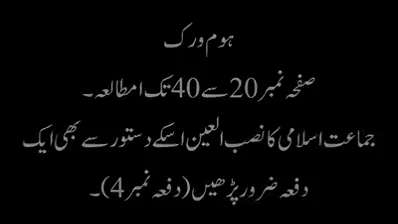 ہوم ورک
صفحہ نمبر 20 سے 40 تک امطالعہ۔
جماعت اسلامی کا نصب العین اسکے دستور سے بھی ایک
دفعہ ضرور پڑھیں (دفعہ نمبر 4)۔